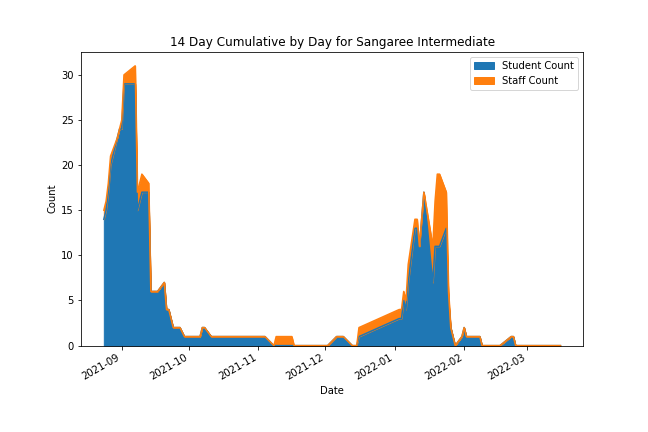 14 Day Cumulative by Day for Sangaree Intermediate
Student Count
Staff Count
30
25
20
15
10
5
0
Count
2021-09
2021-10
2021-11
2021-12
2022-01
2022-02
2022-03
Date